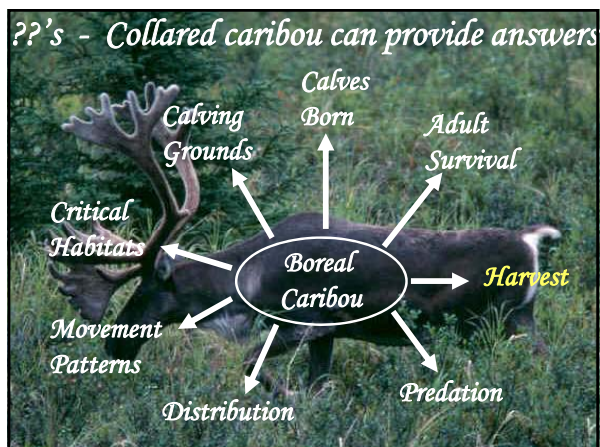 ??'s - Collared caribou can provide answers
Calves
Born
Calving
Grounds
Adult
Survival
Critical
Habitats
Boreal
Caribou
Harvest
Movement
Patterns
Predation
Distribution